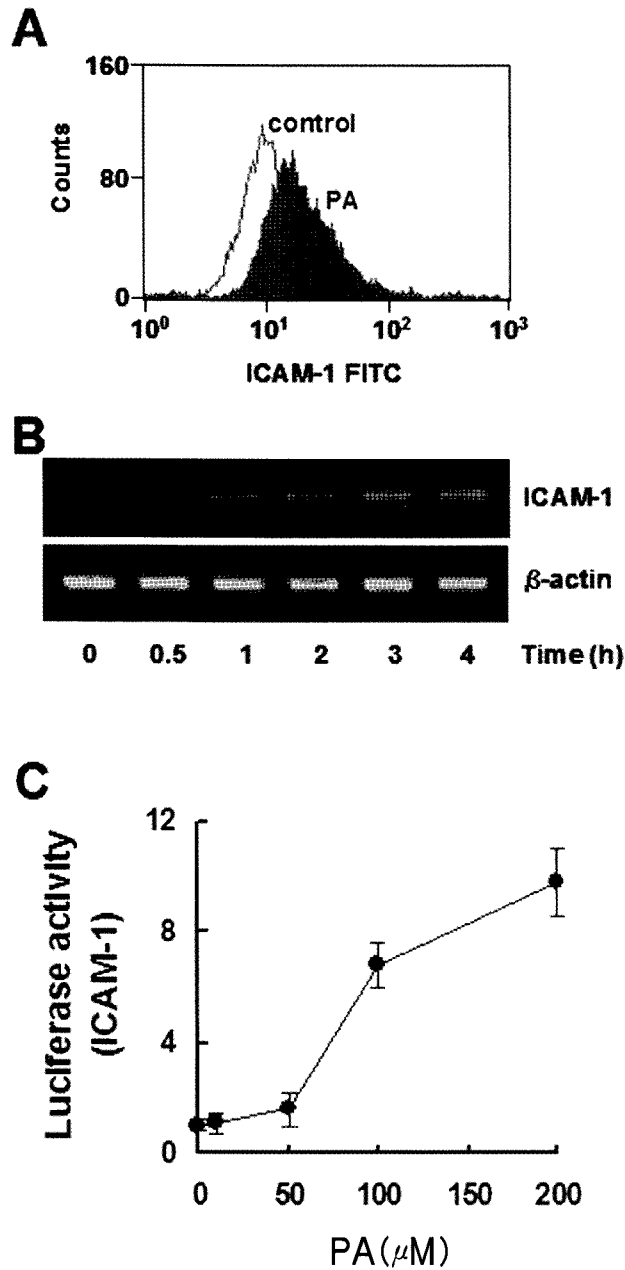 A
160
control
Counts
80
PA
0
10⁰ 10¹ 10² 10³
ICAM-1 FITC
B
ICAM-1
ß-actin
0 0.5 1 2 3 4 Time (h)
C
12
Luciferase activity
(ICAM-1)
8
4
0
0 50 100 150 200
PA(μM)